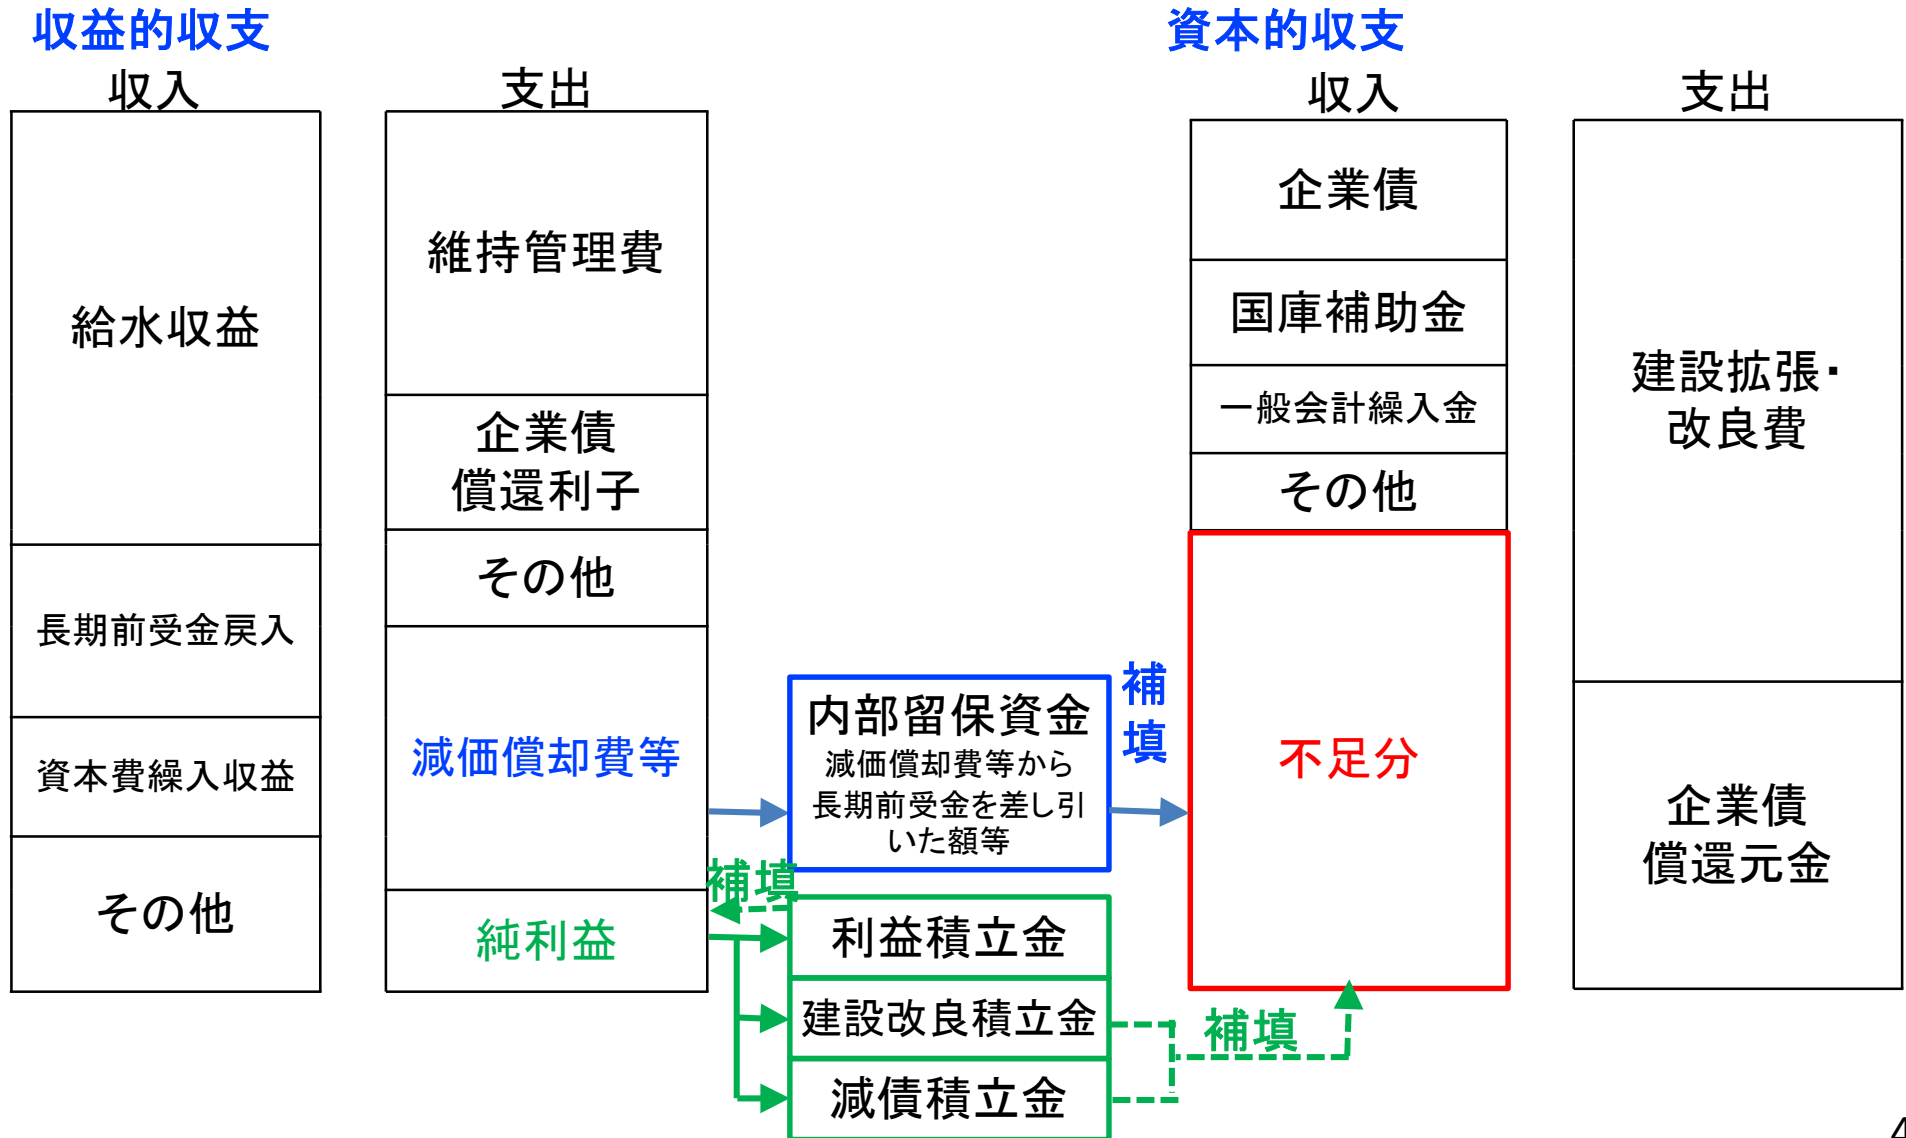 収益的収支
収入
給水収益
長期前受金戻入
資本費繰入収益
その他
支出
維持管理費
企業債
償還利子
その他
減価償却費等
純利益
内部留保資金
減価償却費等から
長期前受金を差し引
いた額等
補填
利益積立金
建設改良積立金
減債積立金
補
填
補填
資本的収支
収入
企業債
国庫補助金
一般会計繰入金
その他
不足分
支出
建設拡張・
改良費
企業債
償還元金